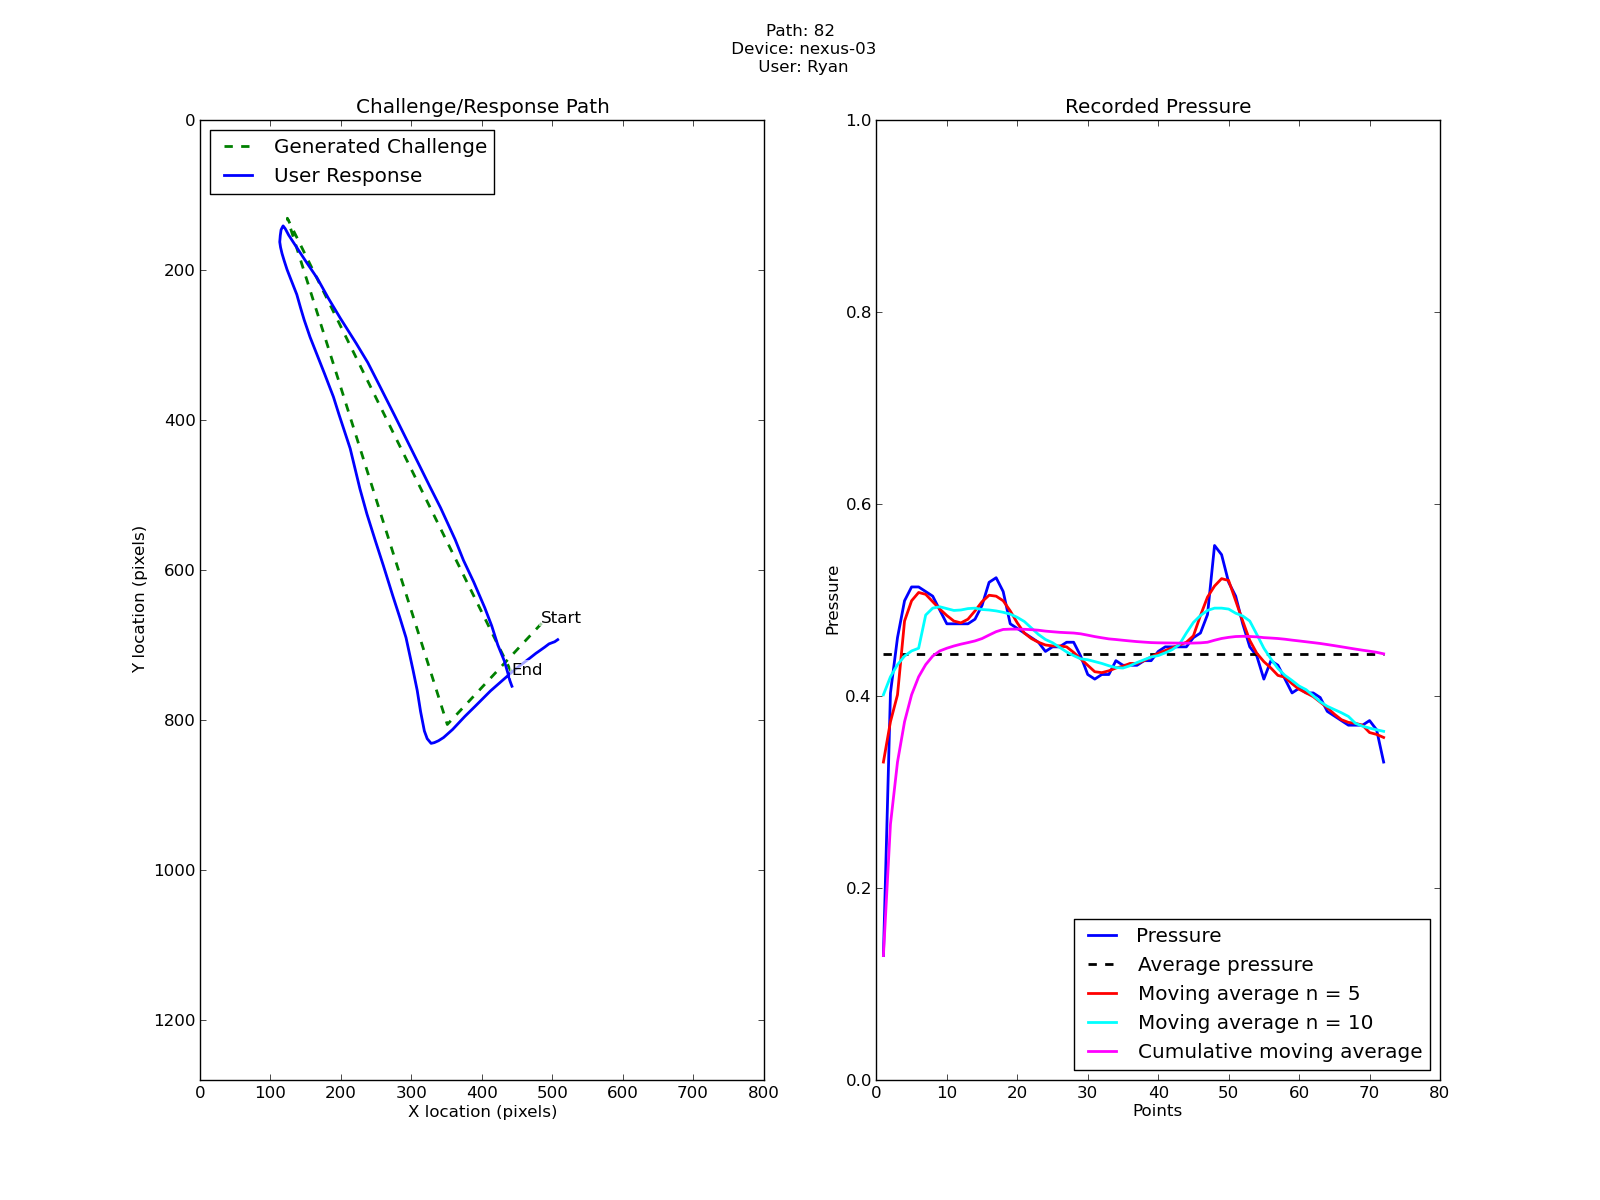 Path: 82
Device: nexus-03
User: Ryan
Challenge/Response Path
Generated Challenge
User Response
0
200
400
600
800
1000
1200
Y location (pixels)
Start
End
0 100 200 300 400 500 600 700 800
X location (pixels)
Recorded Pressure
1.0
0.8
0.6
0.4
0.2
0.0
Pressure
Pressure
Average pressure
Moving average n = 5
Moving average n = 10
Cumulative moving average
0 10 20 30 40 50 60 70 80
Points